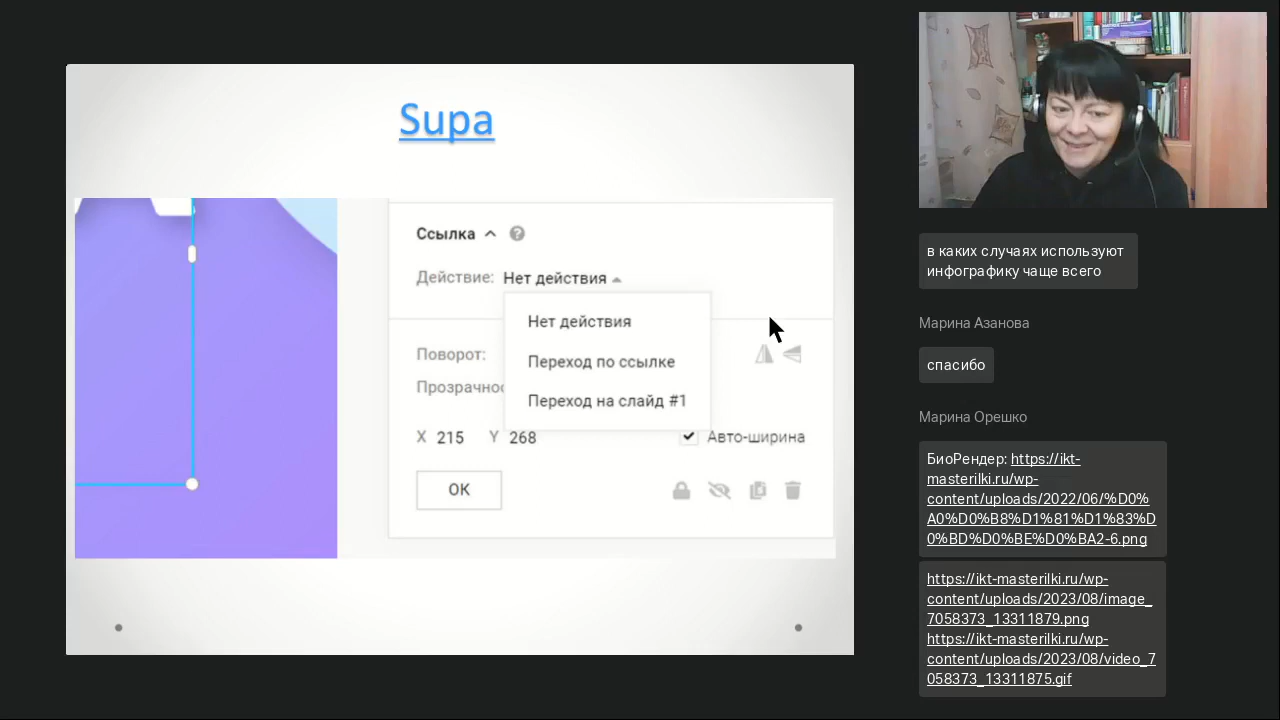 Supa
Ссылка
Действие: Нет действия
Нет действия
Переход по ссылке
Переход на слайд #1
Поворот:
Прозрачнос
X 215 Y 268
Авто-ширина
ОК
в каких случаях используют
инфографику чаще всего
Марина Азанова
спасибо
Марина Орешко
БиоРендер: https://ikt-
masterilki.ru/wp-
content/uploads/2022/06/%D0%
A0%D0%B8%D1%81%D1%83%D
0%BD%D0%BE%D0%BA2-6.png
https://ikt-masterilki.ru/wp-
content/uploads/2023/08/image_
7058373_13311879.png
https://ikt-masterilki.ru/wp-
content/uploads/2023/08/video_7
058373_13311875.gif